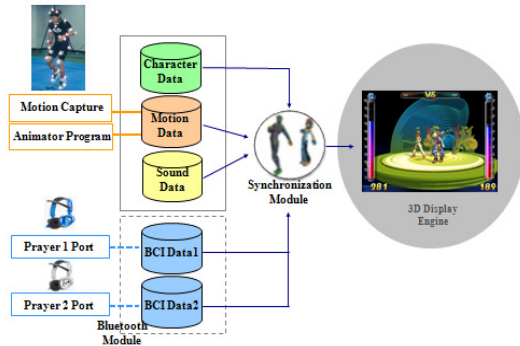 Character
Data
Motion Capture
Animator Program
Motion
Data
Sound
Data
Synchronization
Module
VS
281
189
3D Display
Engine
Prayer 1 Port
BCI Data1
Prayer 2 Port
BCI Data2
Bluetooth
Module